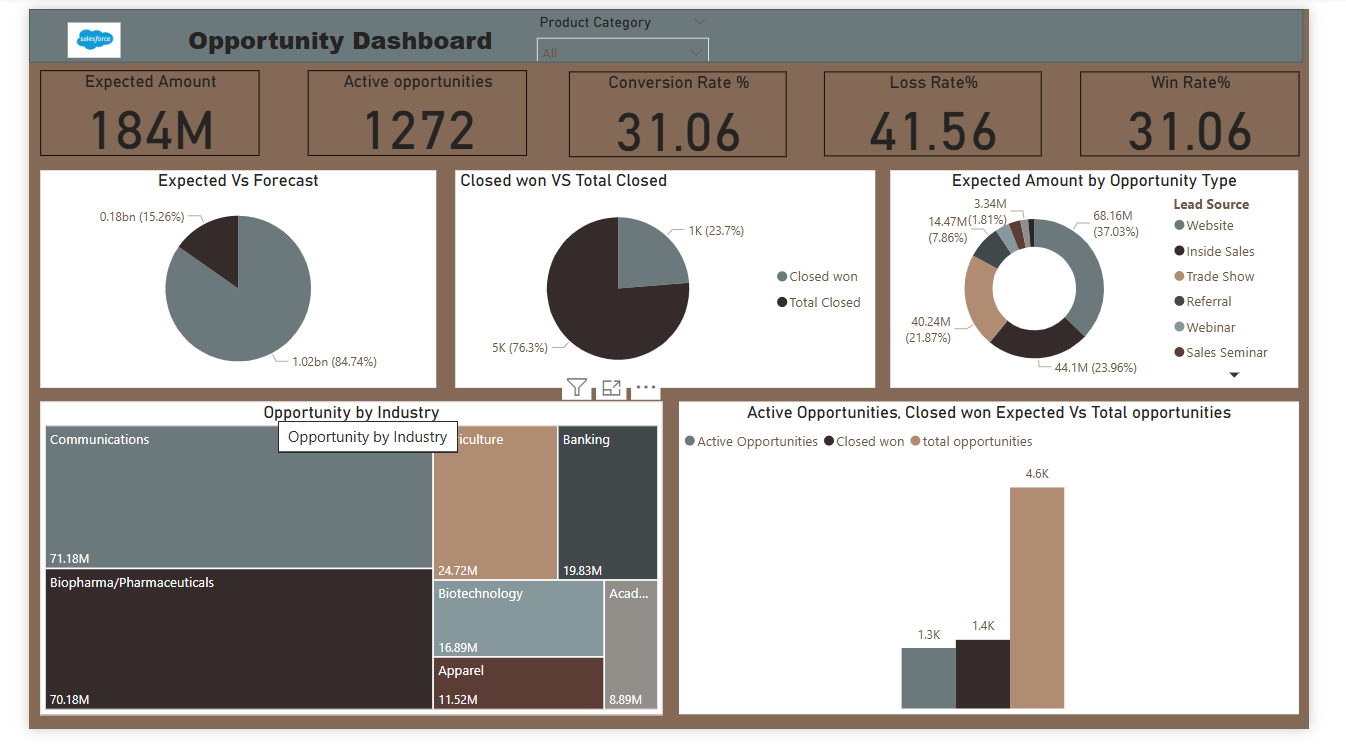 salesforce
Opportunity Dashboard
Product Category
All
Expected Amount
184M
Active opportunities
1272
Conversion Rate %
31.06
Loss Rate%
41.56
Win Rate%
31.06
Expected Vs Forecast
0.18bn (15.26%)
1.02bn (84.74%)
Closed won VS Total Closed
1K (23.7%)
5K (76.3%)
Closed won
Total Closed
Expected Amount by Opportunity Type
3.34M
(1.81%)
14.47M
(7.86%)
68.16M
(37.03%)
40.24M
(21.87%)
44.1M (23.96%)
Lead Source
Website
Inside Sales
Trade Show
Referral
Webinar
Sales Seminar
Opportunity by Industry
Opportunity by Industry
Communications
71.18M
Biopharma/Pharmaceuticals
70.18M
riculture
24.72M
Banking
19.83M
Biotechnology
16.89M
Acad...
8.89M
Apparel
11.52M
Active Opportunities, Closed won Expected Vs Total opportunities
Active Opportunities Closed won total opportunities
4.6K
1.4K
1.3K